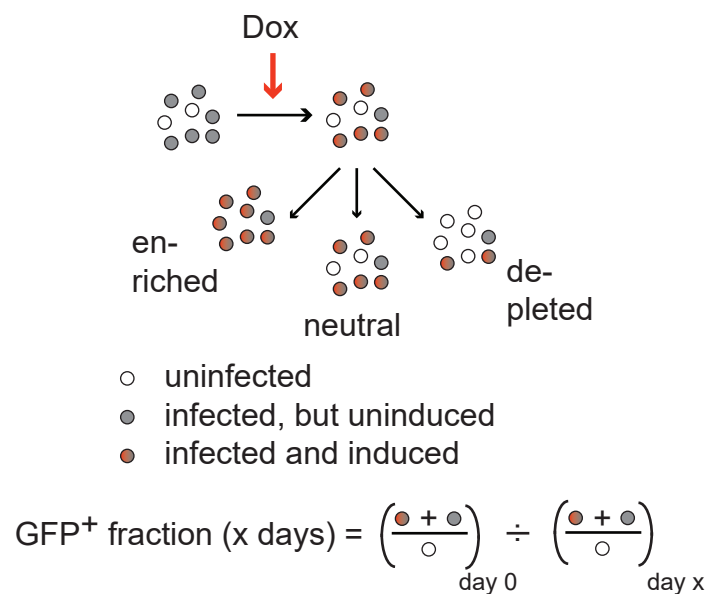 Dox
en-
riched
neutral
de-
pleted
uninfected
infected, but uninduced
infected and induced
GFP+ fraction (x days) = ( + ) ÷ ( + )
day 0
day x